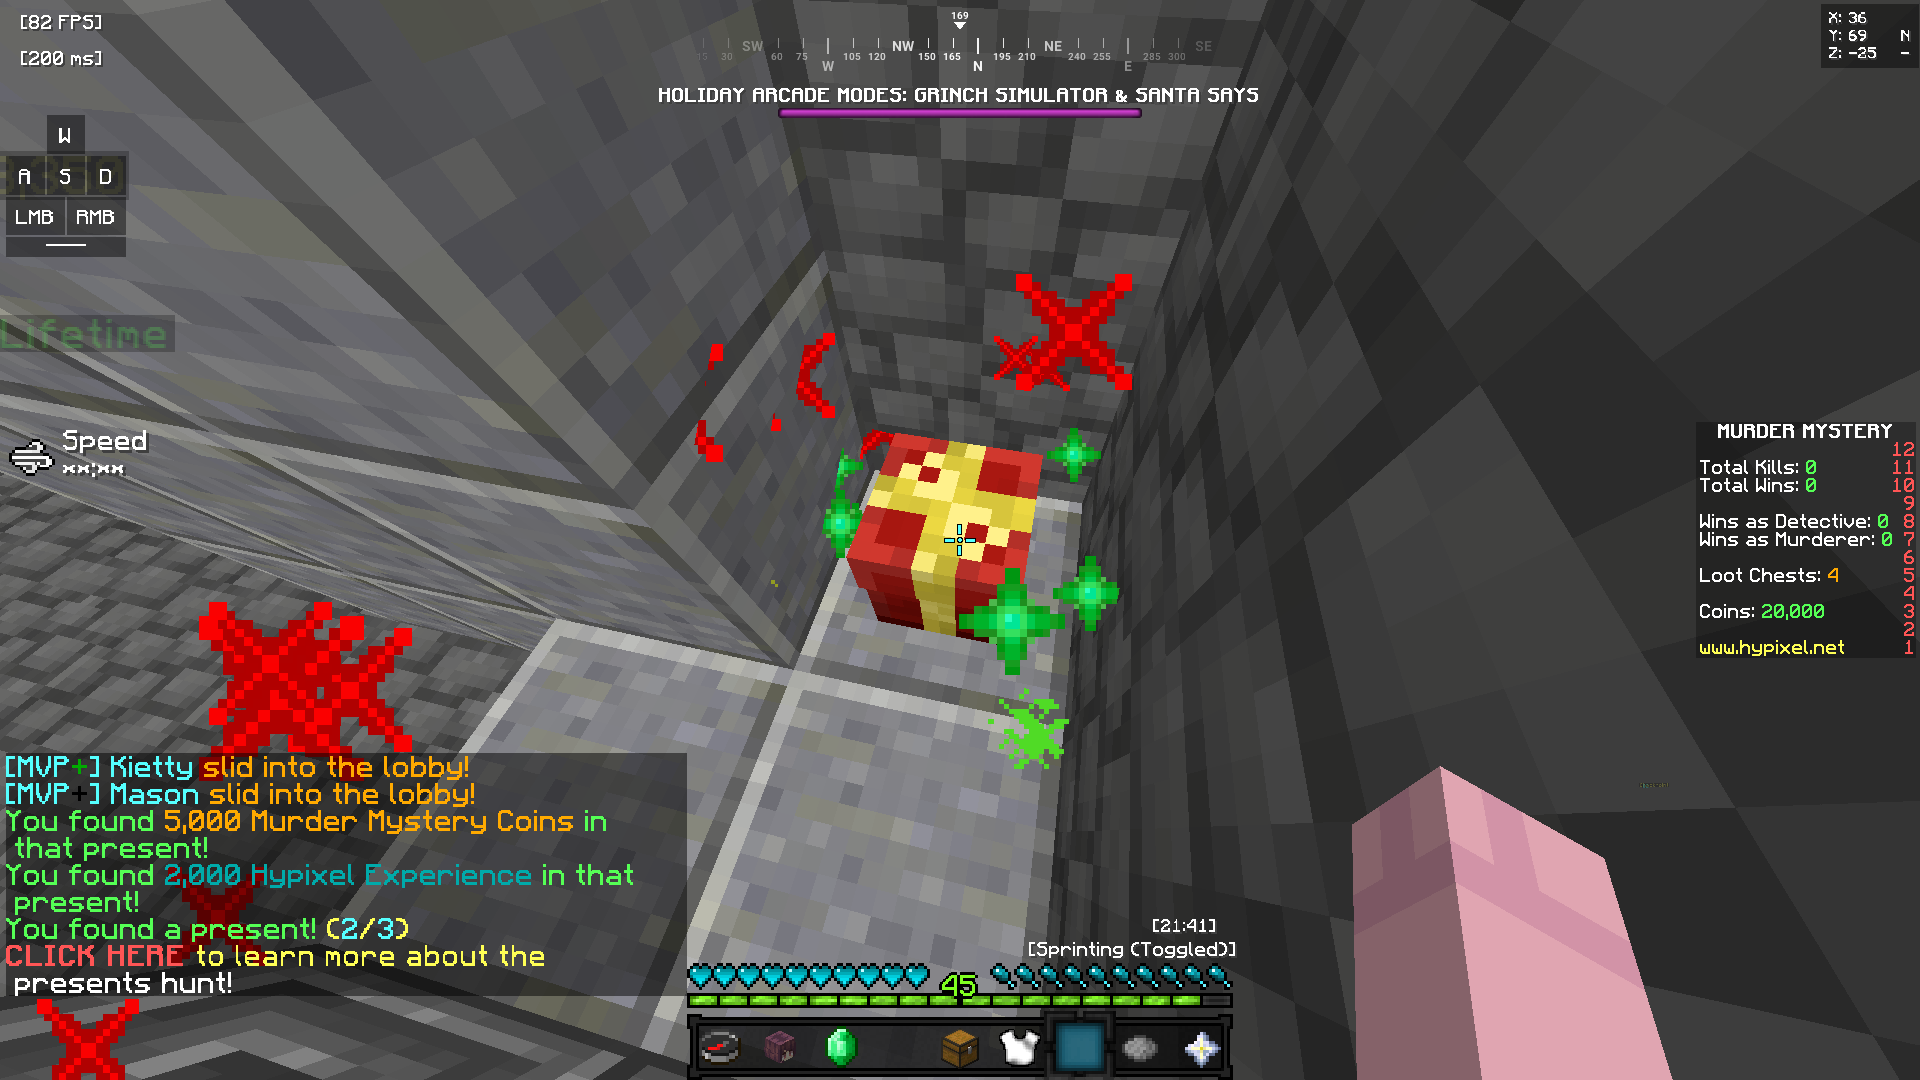 [82 FPS]
[200 ms]
169
SW NW NE SE
15 30 60 75 105 120 150 165 195 210 240 255 285 300
W N E
X: 36
Y: 69 N
Z: -25 -
HOLIDAY ARCADE MODES: GRINCH SIMULATOR & SANTA SAYS
W
A S D
LMB RMB
Lifetime
Speed
**:**
MURDER MYSTERY
12
Total Kills: 0 11
Total Wins: 0 10
9
Wins as Detective: 0 8
Wins as Murderer: 0 7
6
Loot Chests: 4 5
4
Coins: 20,000 3
2
www.hypixel.net 1
[MVP+] Kietty slid into the lobby!
[MVP+] Mason slid into the lobby!
You found 5,000 Murder Mystery Coins in
that present!
You found 2,000 Hypixel Experience in that
present!
You found a present! (2/3)
CLICK HERE to learn more about the
presents hunt!
[21:41]
[Sprinting (Toggled)]
45